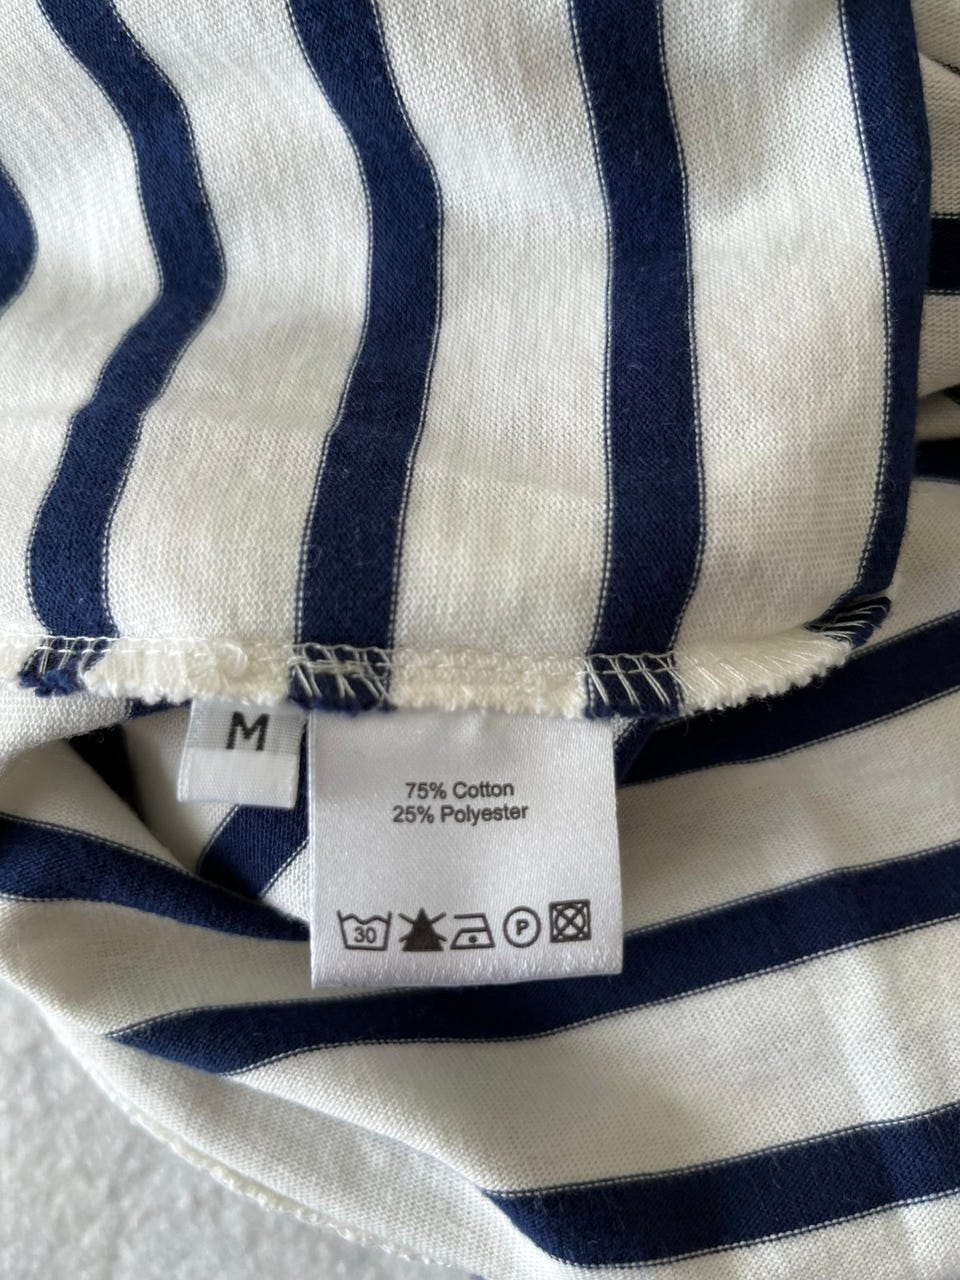 M
75% Cotton
25% Polyester
30 P